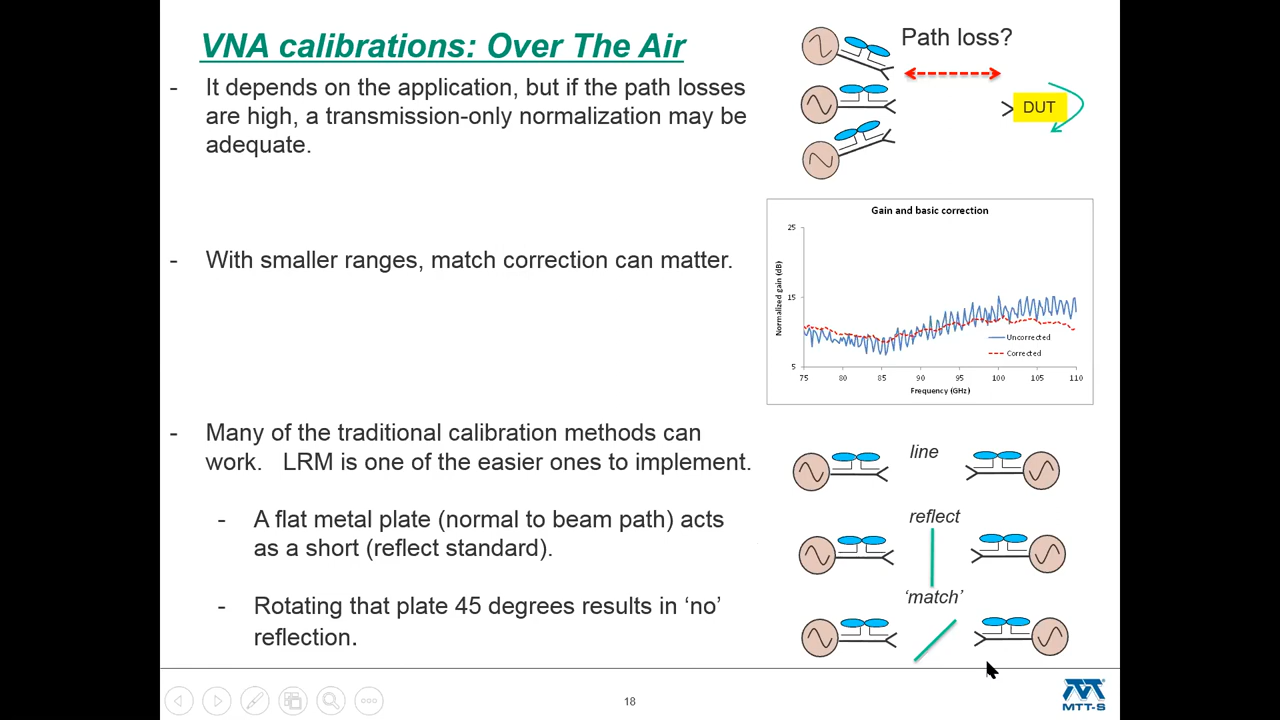 VNA calibrations: Over The Air
- It depends on the application, but if the path losses
are high, a transmission-only normalization may be
adequate.
- With smaller ranges, match correction can matter.
- Many of the traditional calibration methods can
work. LRM is one of the easier ones to implement.
- A flat metal plate (normal to beam path) acts
as a short (reflect standard).
- Rotating that plate 45 degrees results in ‘no’
reflection.
Path loss?
DUT
Gain and basic correction
Normalized gain (dB)
25
15
5
Uncorrected
Corrected
75 80 85 90 95 100 105 110
Frequency (GHz)
line
reflect
‘match’
18
MTT-S